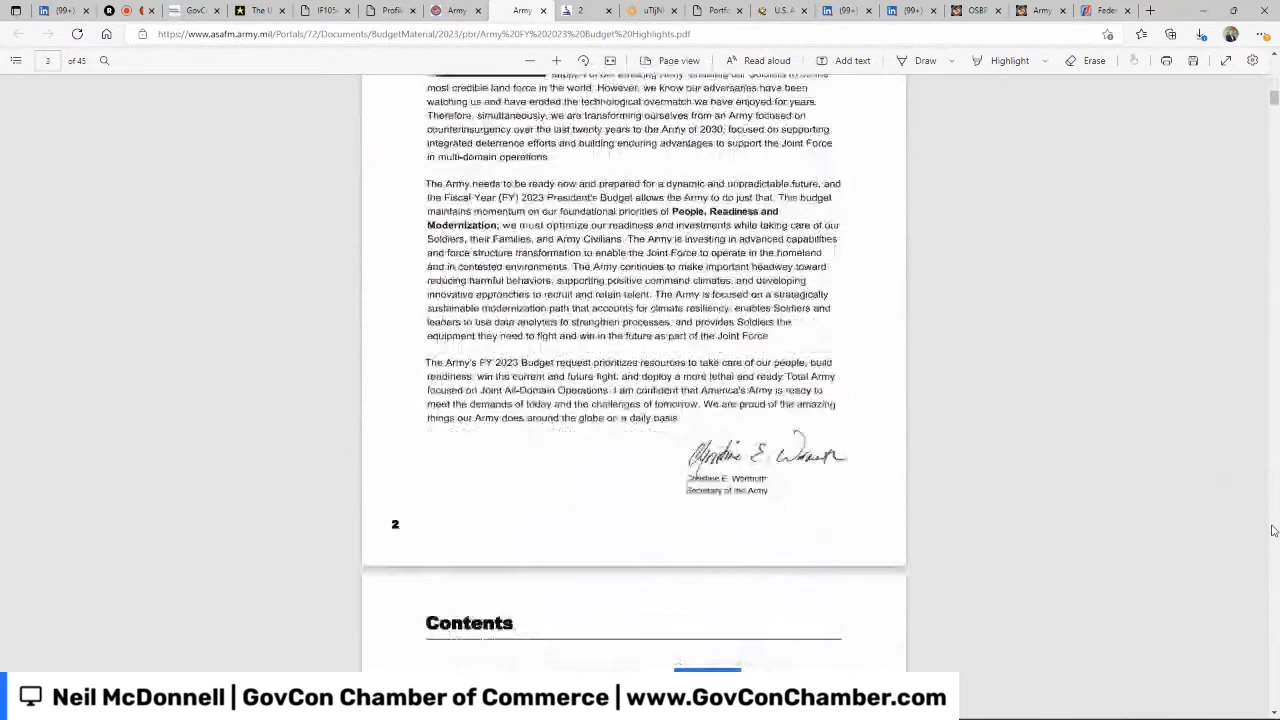 (99+
Gov
The U
IF05
Publi
Army
Army
2
uTijN
Post
U.S. A
(99+
(99+
OSBF
Army
Free
https://www.asafm.army.mil/Portals/72/Documents/BudgetMaterial/2023/pbr/Army%20FY%202023%20Budget%20Highlights.pdf
3 of 45 Page view Read aloud Add text Draw Highlight Erase
most credible land force in the world. However, we know our adversaries have been
watching us and have eroded the technological overmatch we have enjoyed for years.
Therefore, simultaneously, we are transforming ourselves from an Army focused on
counterinsurgency over the last twenty years to the Army of 2030, focused on supporting
integrated deterrence efforts and building enduring advantages to support the Joint Force
in multi-domain operations.
The Army needs to be ready now and prepared for a dynamic and unpredictable future, and
the Fiscal Year (FY) 2023 President's Budget allows the Army to do just that. This budget
maintains momentum on our foundational priorities of People, Readiness and
Modernization; we must optimize our readiness and investments while taking care of our
Soldiers, their Families, and Army Civilians. The Army is investing in advanced capabilities
and force structure transformation to enable the Joint Force to operate in the homeland
and in contested environments. The Army continues to make important headway toward
reducing harmful behaviors, supporting positive command climates, and developing
innovative approaches to recruit and retain talent. The Army is focused on a strategically
sustainable modernization path that accounts for climate resiliency, enables Soldiers and
leaders to use data analytics to strengthen processes, and provides Soldiers the
equipment they need to fight and win in the future as part of the Joint Force.
The Army's FY 2023 Budget request prioritizes resources to take care of our people, build
readiness, win the current and future fight, and deploy a more lethal and ready Total Army
focused on Joint All-Domain Operations. I am confident that America's Army is ready to
meet the demands of today and the challenges of tomorrow. We are proud of the amazing
things our Army does around the globe on a daily basis.
Christine E. Wormuth
Christine E. Wormuth
Secretary of the Army
2
Contents
Neil McDonnell | GovCon Chamber of Commerce | www.GovConChamber.com